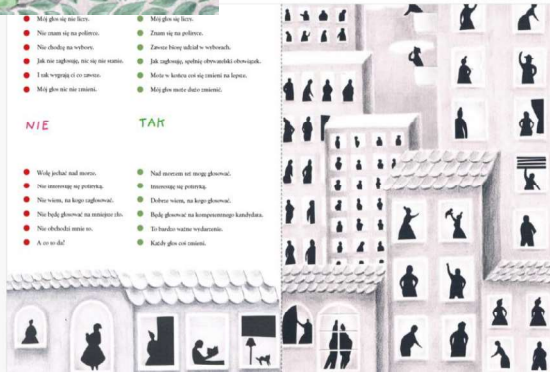 Mój głos się nie liczy.
Nie znam się na polityce.
Nie chodzę na wybory.
Jak nie zagłosuję, nic się nie stanie.
I tak wygrają ci co zawsze.
Mój głos nic nie zmieni.
Mój głos się liczy.
Znam się na polityce.
Zawsze biorę udział w wyborach.
Jak zagłosuję, spełnię obywatelski obowiązek.
Może w końcu coś się zmieni na lepsze.
Mój głos może dużo zmienić.
NIE
TAK
Wolę jechać nad morze.
Nie interesuję się polityką.
Nie wiem, na kogo zagłosować.
Nie będę głosować na mniejsze zło.
Nie obchodzi mnie to.
A co to da?
Nad morzem też mogę głosować.
Interesuję się polityką.
Dobrze wiem, na kogo głosować.
Będę głosować na kompetentnego kandydata.
To bardzo ważne wydarzenie.
Każdy głos coś zmieni.